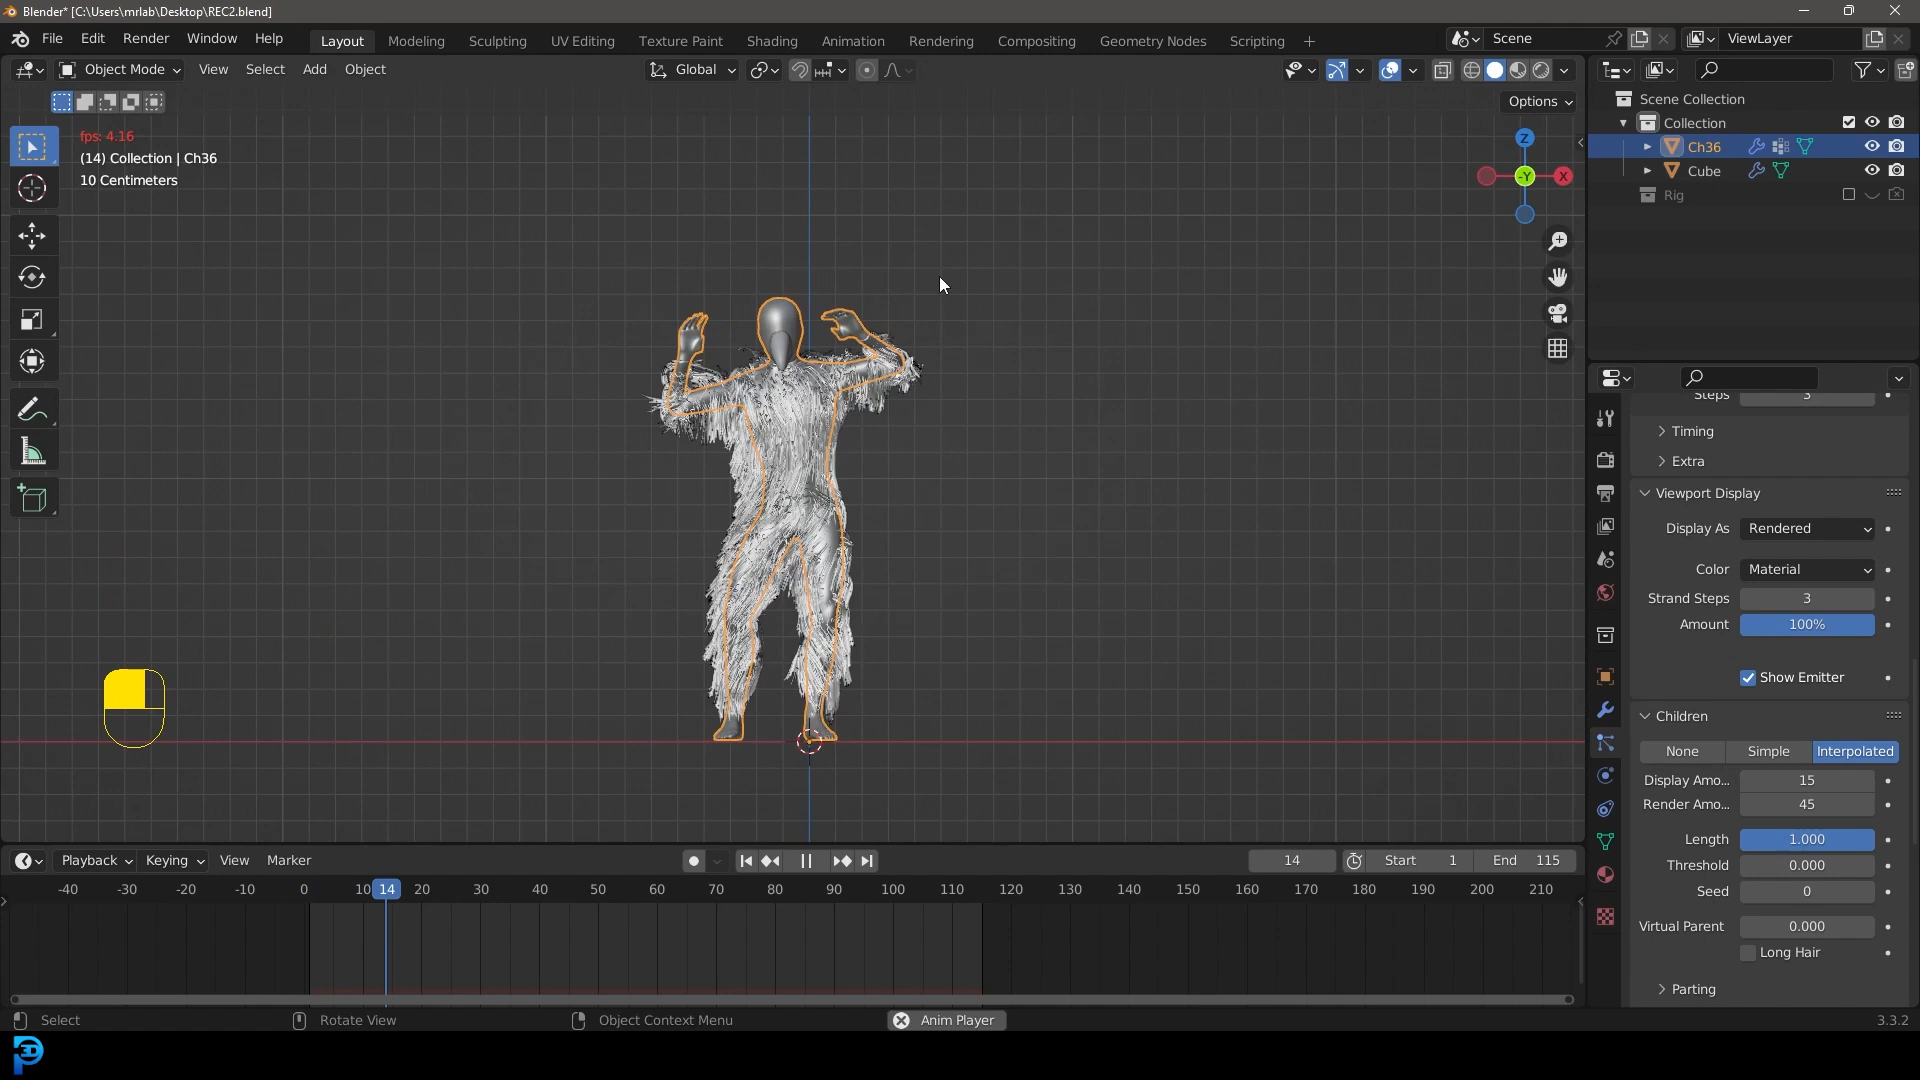 Blender* [C:\Users\mrlab\Desktop\REC2.blend]
File Edit Render Window Help
Layout Modeling Sculpting UV Editing Texture Paint Shading Animation Rendering Compositing Geometry Nodes Scripting +
Scene
ViewLayer
Object Mode View Select Add Object
Global
Options
fps: 4.16
(14) Collection | Ch36
10 Centimeters
Z
-Y
X
Scene Collection
Collection
Ch36
Cube
Rig
Steps 3
Timing
Extra
Viewport Display
Display As Rendered
Color Material
Strand Steps 3
Amount 100%
Show Emitter
Children
None Simple Interpolated
Display Amo... 15
Render Amo... 45
Length 1.000
Threshold 0.000
Seed 0
Virtual Parent 0.000
Long Hair
Parting
Playback Keying View Marker
14 Start 1 End 115
-40 -30 -20 -10 0 10 14 20 30 40 50 60 70 80 90 100 110 120 130 140 150 160 170 180 190 200 210
Select Rotate View Object Context Menu Anim Player 3.3.2